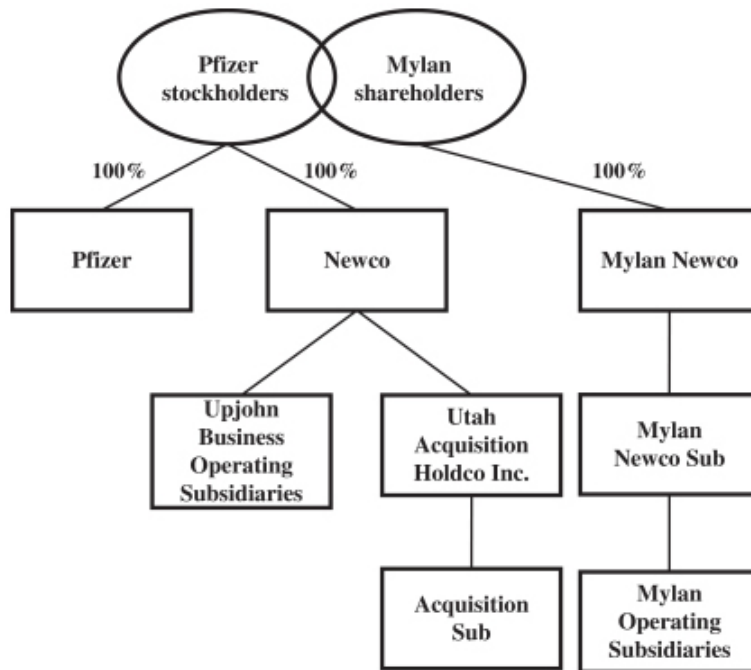 Pfizer
stockholders
Mylan
shareholders
100%
100%
100%
Pfizer
Newco
Mylan Newco
Upjohn
Business
Operating
Subsidiaries
Utah
Acquisition
Holdco Inc.
Mylan
Newco Sub
Acquisition
Sub
Mylan
Operating
Subsidiaries